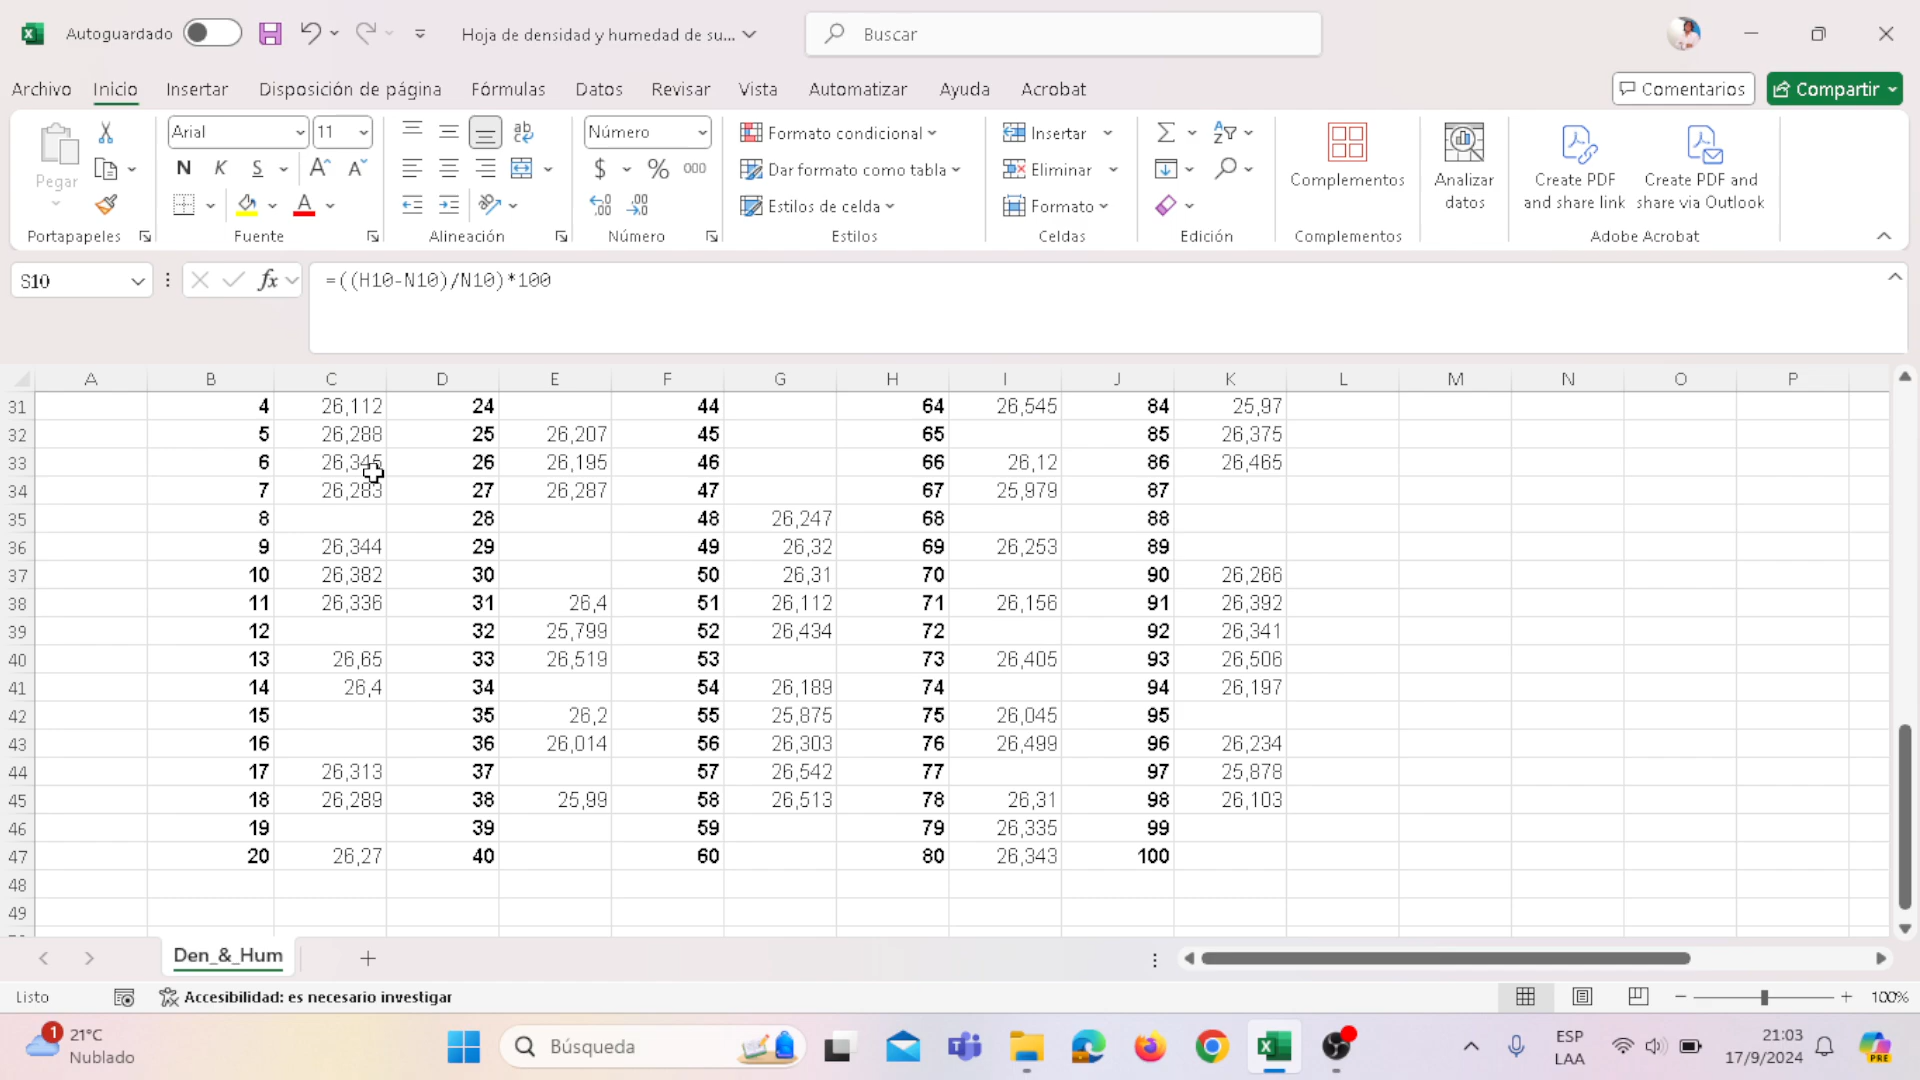 Autoguardado Hoja de densidad y humedad de su... Buscar
Archivo Inicio Insertar Disposición de página Fórmulas Datos Revisar Vista Automatizar Ayuda Acrobat Comentarios Compartir
Pegar Arial 11 ab Número Formato condicional Insertar Complementos Analizar datos Create PDF and share link Create PDF and share via Outlook
N K S A A $ % 000 Dar formato como tabla Eliminar
A Estilos de celda Formato
Portapapeles Fuente Alineación Número Estilos Celdas Edición Complementos Adobe Acrobat
S10 fx =((H10-N10)/N10)*100
A B C D E F G H I J K L M N O P
31 4 26,112 24 44 64 26,545 84 25,97
32 5 26,288 25 26,207 45 65 85 26,375
33 6 26,345 26 26,195 46 66 26,12 86 26,465
34 7 26,283 27 26,287 47 67 25,979 87
35 8 28 48 26,247 68 88
36 9 26,344 29 49 26,32 69 26,253 89
37 10 26,382 30 50 26,31 70 90 26,266
38 11 26,336 31 26,4 51 26,112 71 26,156 91 26,392
39 12 32 25,799 52 26,434 72 92 26,341
40 13 26,65 33 26,519 53 73 26,405 93 26,506
41 14 26,4 34 54 26,189 74 94 26,197
42 15 35 26,2 55 25,875 75 26,045 95
43 16 36 26,014 56 26,303 76 26,499 96 26,234
44 17 26,313 37 57 26,542 77 97 25,878
45 18 26,289 38 25,99 58 26,513 78 26,31 98 26,103
46 19 39 59 79 26,335 99
47 20 26,27 40 60 80 26,343 100
48
49
Den_&_Hum
Listo Accesibilidad: es necesario investigar 100%
1 21°C Nublado Búsqueda ESP LAA 21:03 17/9/2024 PRE